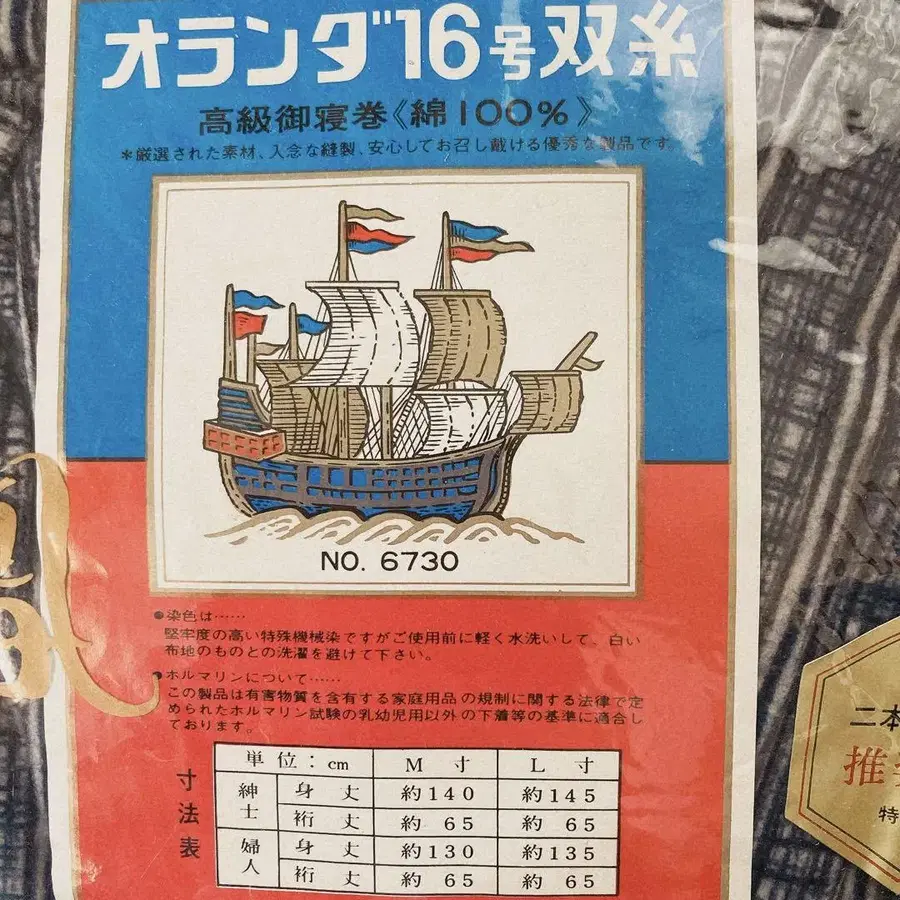 オランダ16号双糸
高級御寝巻《綿100%》
*厳選された素材、入念な縫製、安心してお召し戴ける優秀な製品です。
NO. 6730
●染色は……
堅牢度の高い特殊機械染ですがご使用前に軽く水洗いして、白い
布地のものとの洗濯を避けて下さい。
●ホルマリンについて……
この製品は有害物質を含有する家庭用品の規制に関する法律で定
められたホルマリン試験の乳幼児用以外の下着等の基準に適合し
ております。
寸法表
単位：cm M寸 L寸
紳士 身丈 約140 約145
裄丈 約 65 約 65
婦人 身丈 約130 約135
裄丈 約 65 約 65
二本
推
特